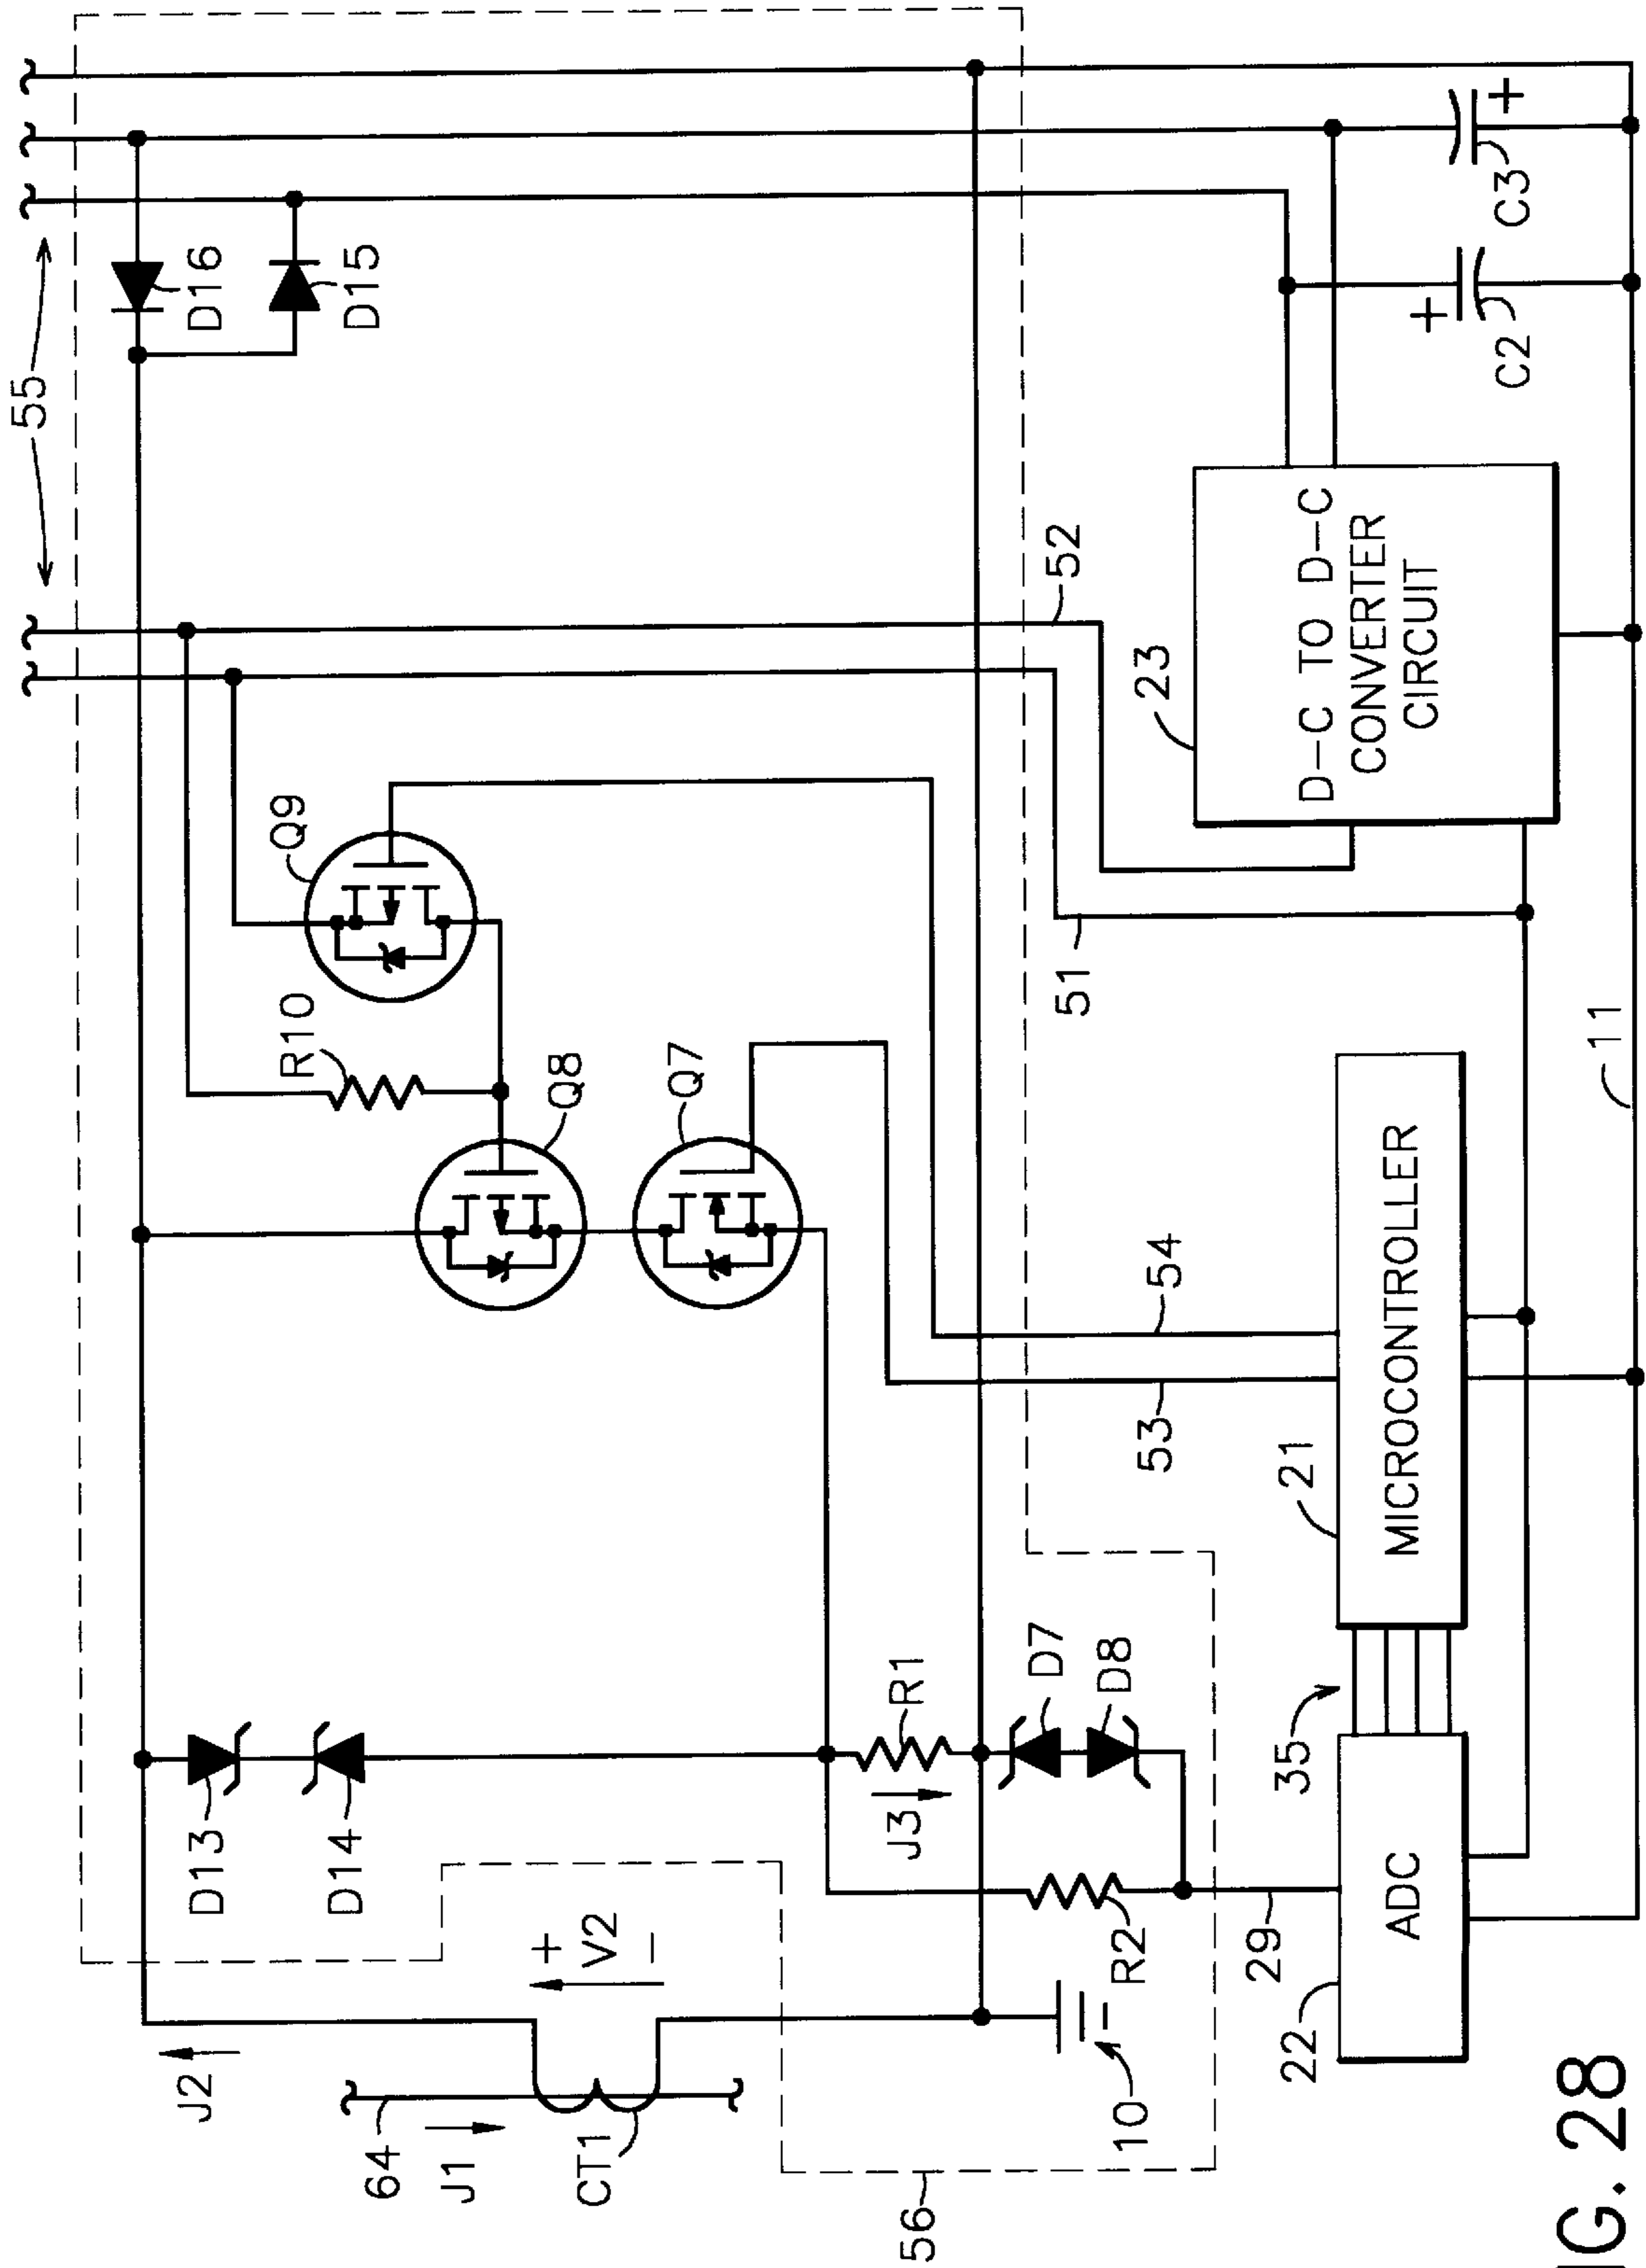 55
D16
D15
Q9
R10
Q8
Q7
52
51
54
53
23
D-C TO D-C
CONVERTER
CIRCUIT
+
C3
+
C2
11
21
MICROCONTROLLER
35
22
ADC
29
D13
D14
R1
J3
D7
D8
R2
10
+
V2
−
J2
64
J1
CT1
56
IG. 28